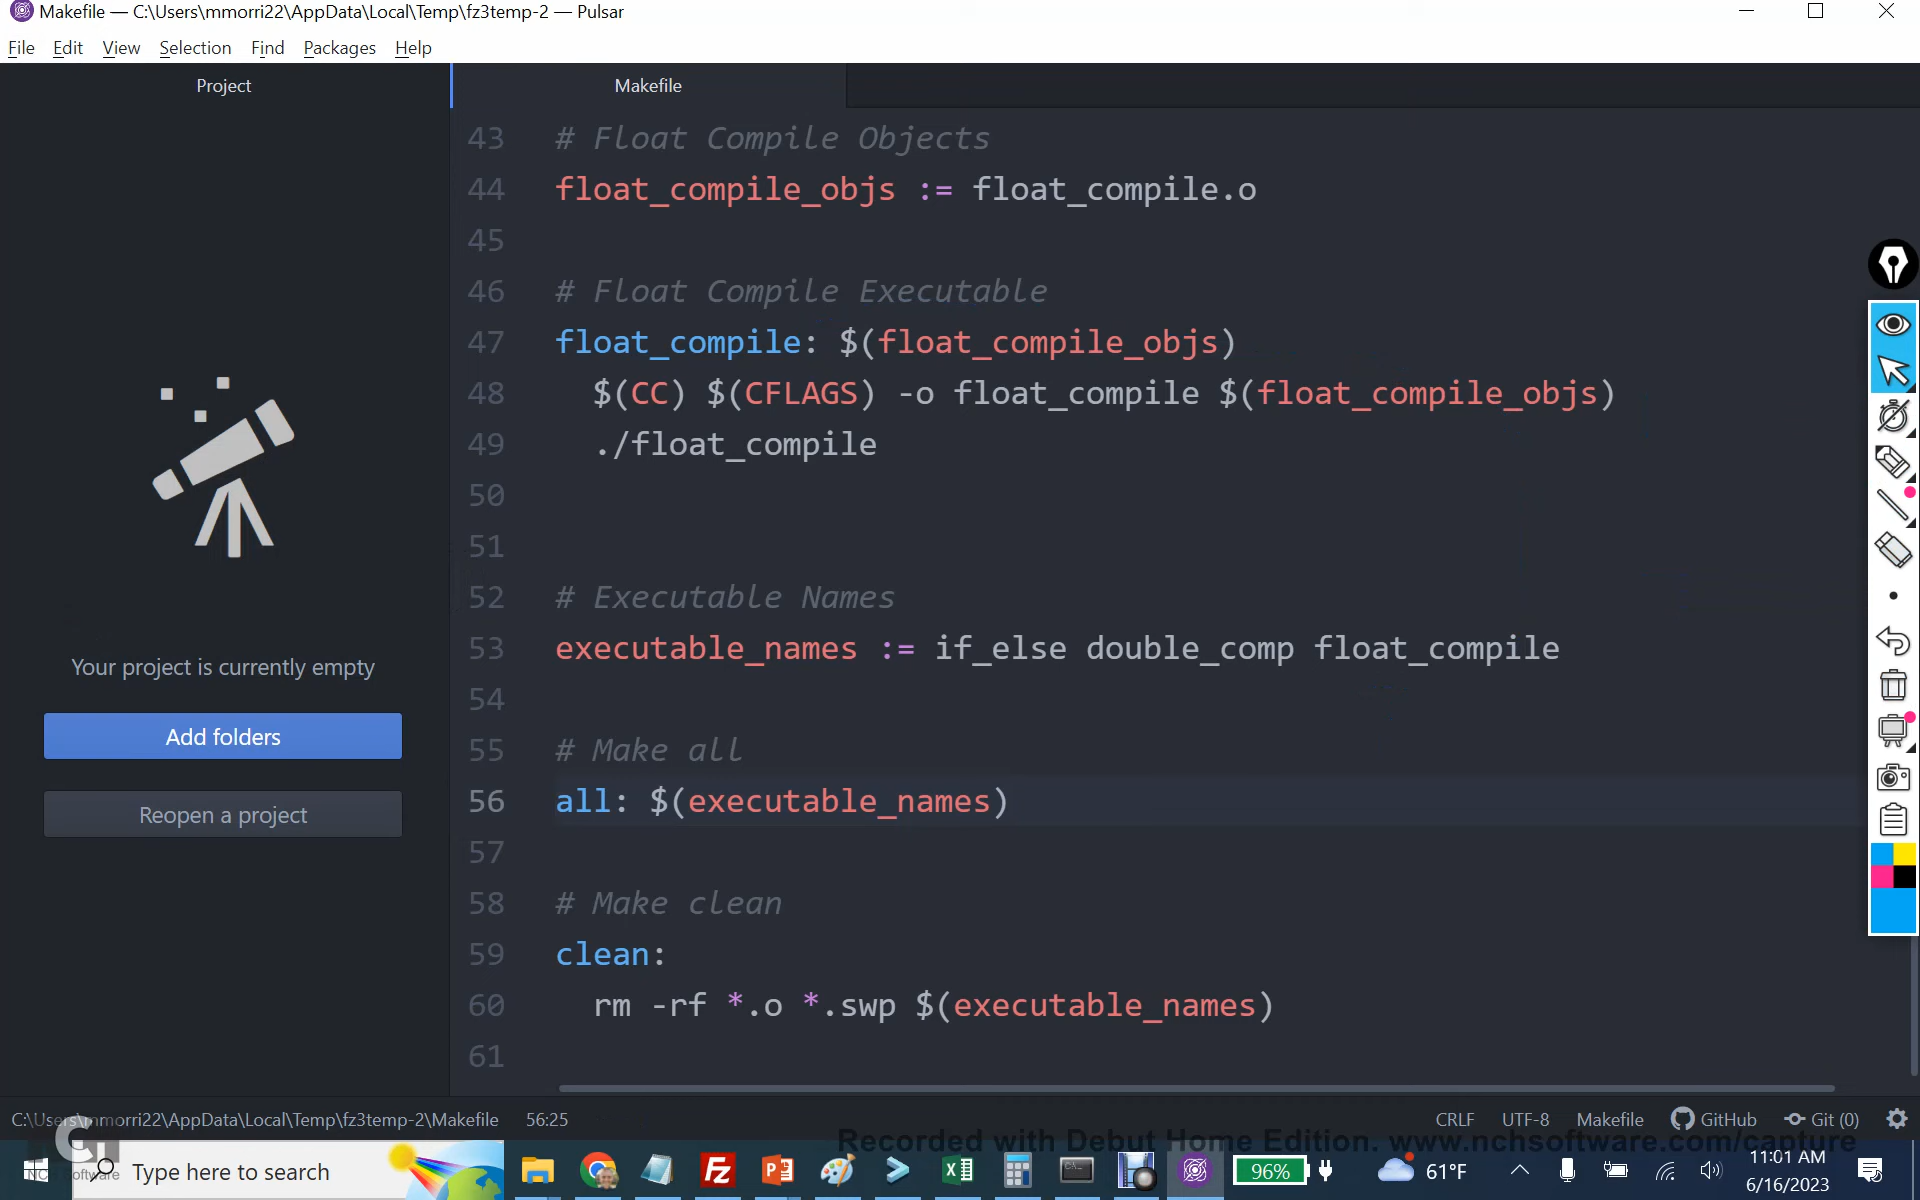 Makefile — C:\Users\mmorri22\AppData\Local\Temp\fz3temp-2 — Pulsar
File Edit View Selection Find Packages Help
Project
Makefile
43 # Float Compile Objects
44 float_compile_objs := float_compile.o
45
46 # Float Compile Executable
47 float_compile: $(float_compile_objs)
48 $(CC) $(CFLAGS) -o float_compile $(float_compile_objs)
49 ./float_compile
50
51
52 # Executable Names
53 executable_names := if_else double_comp float_compile
54
55 # Make all
56 all: $(executable_names)
57
58 # Make clean
59 clean:
60 rm -rf *.o *.swp $(executable_names)
61
Your project is currently empty
Add folders
Reopen a project
C:\Users\mmorri22\AppData\Local\Temp\fz3temp-2\Makefile 56:25 CRLF UTF-8 Makefile GitHub Git (0)
Recorded with Debut Home Edition. www.nchsoftware.com/capture
NCH Software
Type here to search
96%
61°F
11:01 AM
6/16/2023